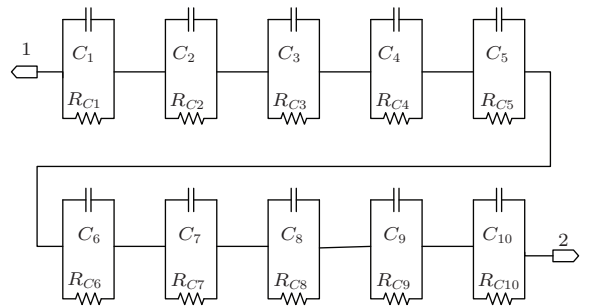 1
C1 C2 C3 C4 C5
RC1 RC2 RC3 RC4 RC5
C6 C7 C8 C9 C10
2
RC6 RC7 RC8 RC9 RC10